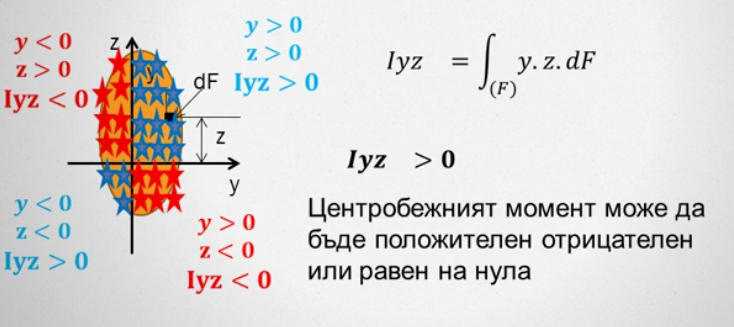 y < 0
z > 0
Iyz < 0
z
y
y > 0
z > 0
Iyz > 0
dF
z
y
Iyz = ∫(F) y. z. dF
Iyz > 0
y < 0
z < 0
Iyz > 0
y > 0
z < 0
Iyz < 0
Центробежният момент може да
бъде положителен отрицателен
или равен на нула